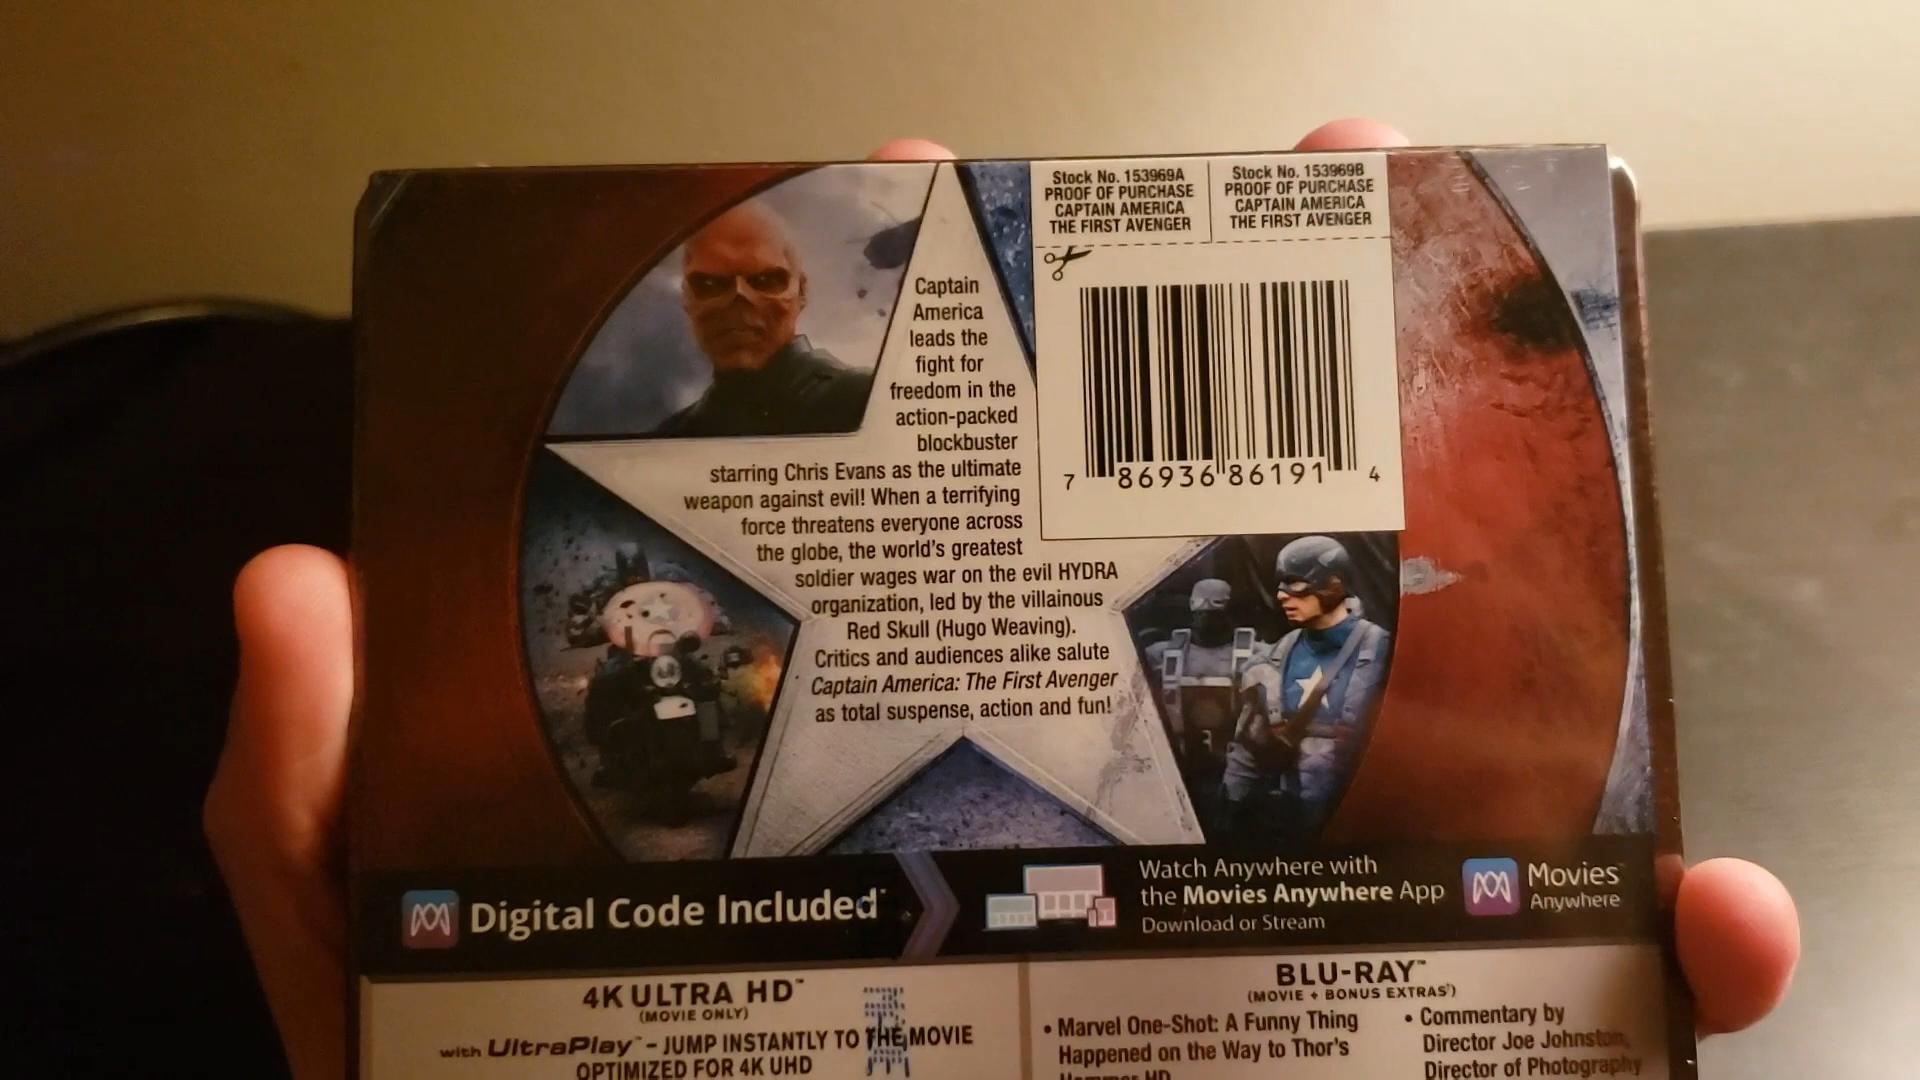 Stock No. 153969A
PROOF OF PURCHASE
CAPTAIN AMERICA
THE FIRST AVENGER
Stock No. 153969B
PROOF OF PURCHASE
CAPTAIN AMERICA
THE FIRST AVENGER
7 86936 86191 4
Captain
America
leads the
fight for
freedom in the
action-packed
blockbuster
starring Chris Evans as the ultimate
weapon against evil! When a terrifying
force threatens everyone across
the globe, the world's greatest
soldier wages war on the evil HYDRA
organization, led by the villainous
Red Skull (Hugo Weaving).
Critics and audiences alike salute
Captain America: The First Avenger
as total suspense, action and fun!
Digital Code Included™
Watch Anywhere with
the Movies Anywhere App
Download or Stream
Movies™
Anywhere
4K ULTRA HD™
(MOVIE ONLY)
with UltraPlay™ – JUMP INSTANTLY TO THE MOVIE
OPTIMIZED FOR 4K UHD
BLU-RAY™
(MOVIE + BONUS EXTRAS†)
• Marvel One-Shot: A Funny Thing
Happened on the Way to Thor's
Hammer HD
• Commentary by
Director Joe Johnston,
Director of Photography